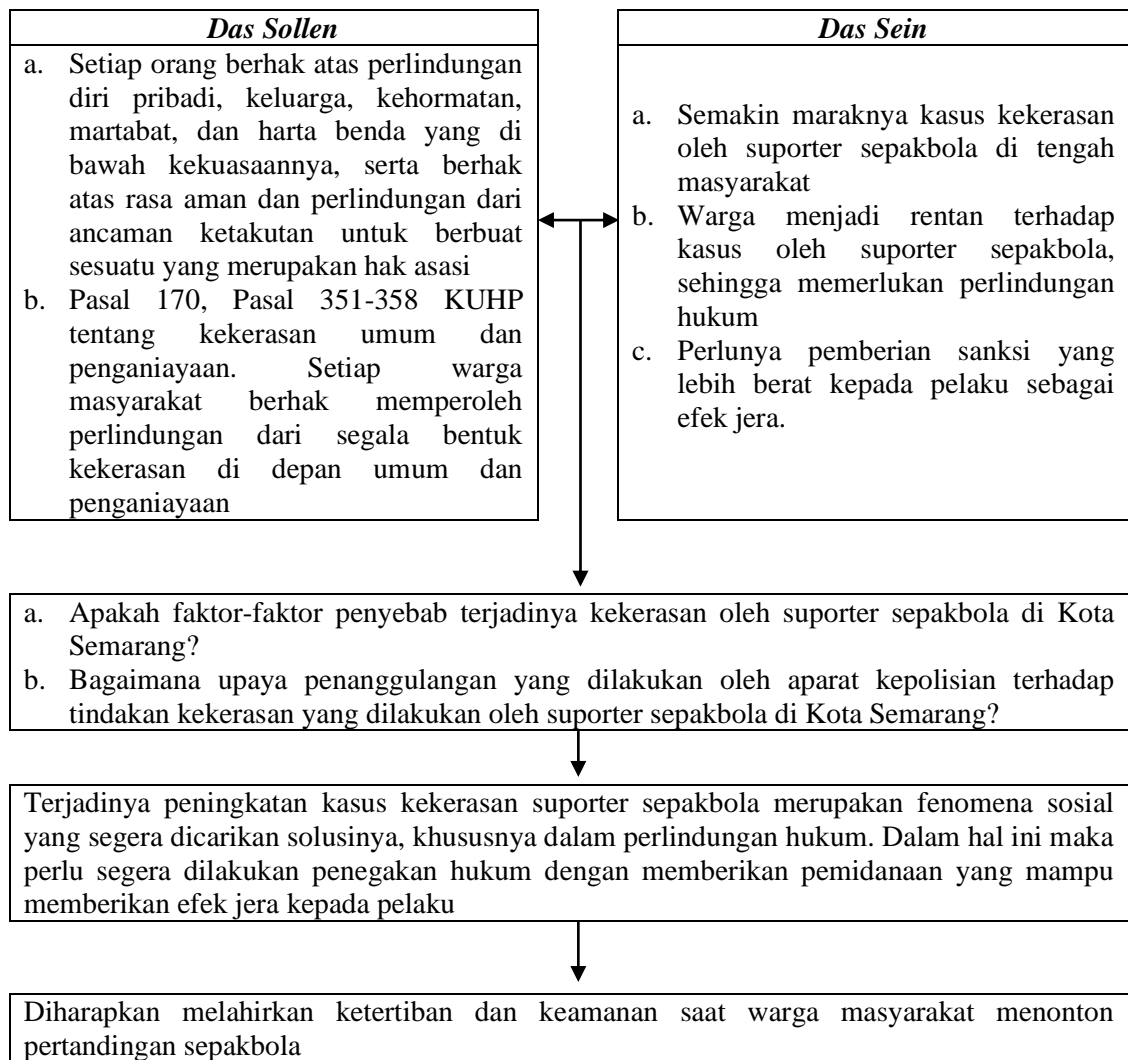 Das Sollen
a. Setiap orang berhak atas perlindungan
diri pribadi, keluarga, kehormatan,
martabat, dan harta benda yang di
bawah kekuasaannya, serta berhak
atas rasa aman dan perlindungan dari
ancaman ketakutan untuk berbuat
sesuatu yang merupakan hak asasi
b. Pasal 170, Pasal 351-358 KUHP
tentang kekerasan umum dan
penganiayaan. Setiap warga
masyarakat berhak memperoleh
perlindungan dari segala bentuk
kekerasan di depan umum dan
penganiayaan
Das Sein
a. Semakin maraknya kasus kekerasan
oleh suporter sepakbola di tengah
masyarakat
b. Warga menjadi rentan terhadap
kasus oleh suporter sepakbola,
sehingga memerlukan perlindungan
hukum
c. Perlunya pemberian sanksi yang
lebih berat kepada pelaku sebagai
efek jera.
a. Apakah faktor-faktor penyebab terjadinya kekerasan oleh suporter sepakbola di Kota
Semarang?
b. Bagaimana upaya penanggulangan yang dilakukan oleh aparat kepolisian terhadap
tindakan kekerasan yang dilakukan oleh suporter sepakbola di Kota Semarang?
Terjadinya peningkatan kasus kekerasan suporter sepakbola merupakan fenomena sosial
yang segera dicarikan solusinya, khususnya dalam perlindungan hukum. Dalam hal ini maka
perlu segera dilakukan penegakan hukum dengan memberikan pemidanaan yang mampu
memberikan efek jera kepada pelaku
Diharapkan melahirkan ketertiban dan keamanan saat warga masyarakat menonton
pertandingan sepakbola